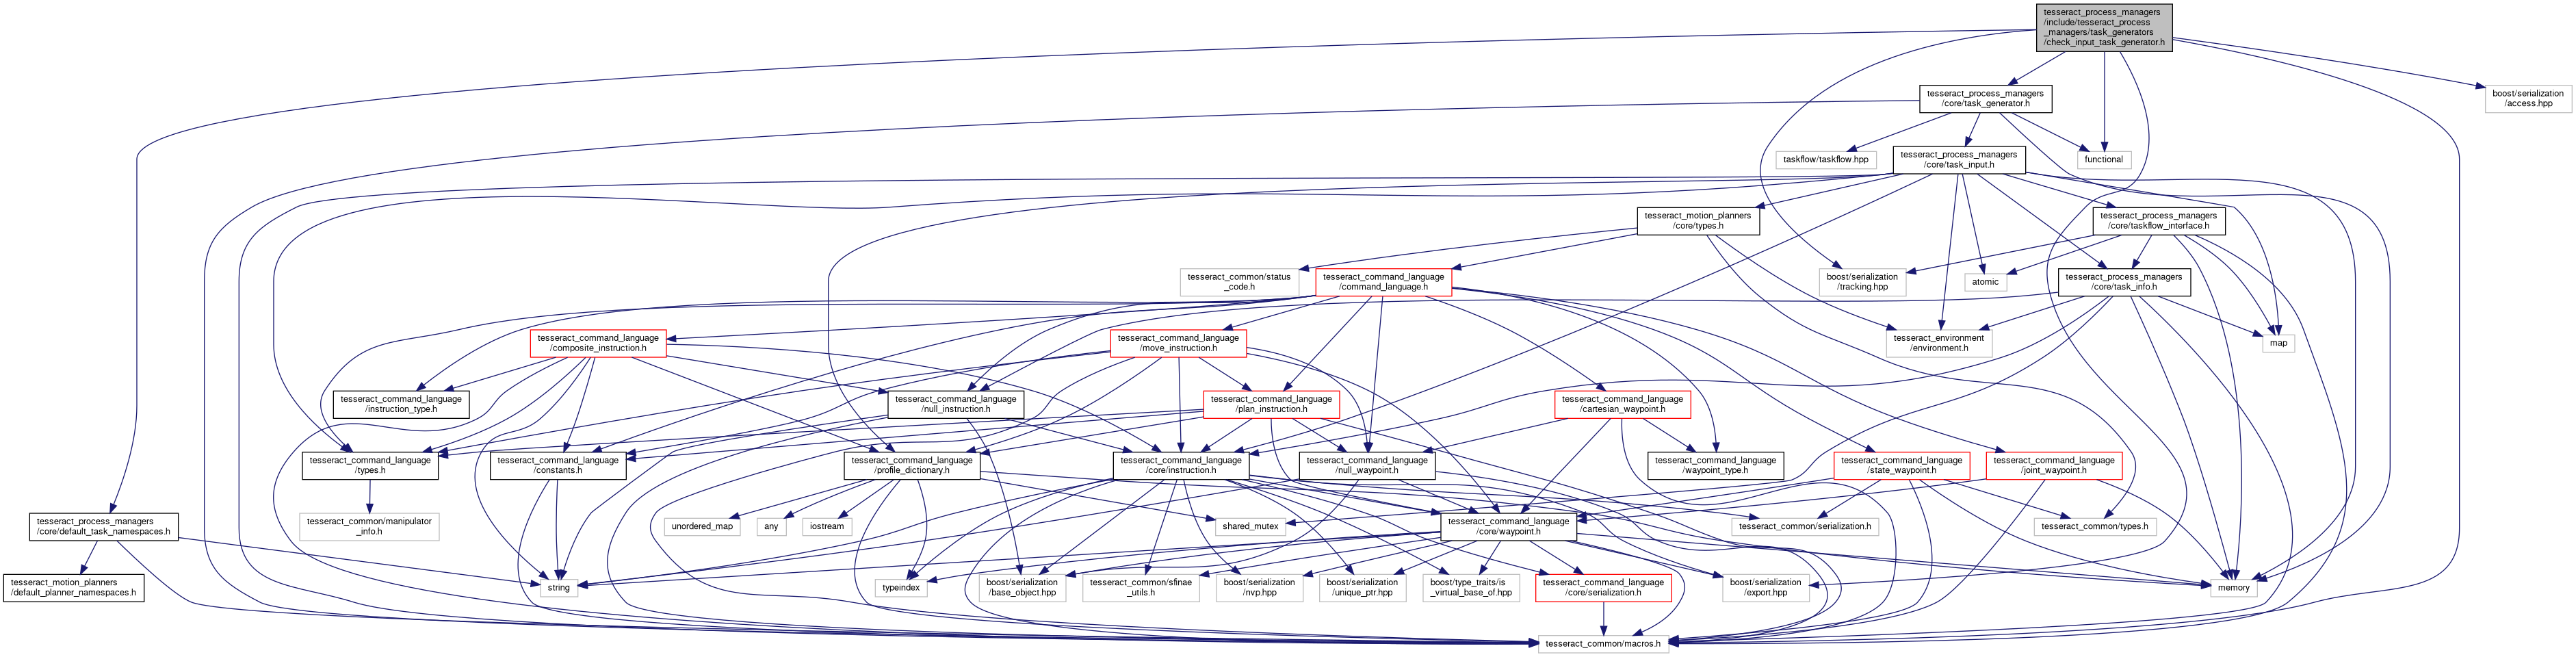 tesseract_process_managers
/include/tesseract_process
_managers/task_generators
/check_input_task_generator.h
tesseract_process_managers
/core/task_generator.h
boost/serialization
/access.hpp
taskflow/taskflow.hpp
tesseract_process_managers
/core/task_input.h
functional
tesseract_motion_planners
/core/types.h
tesseract_process_managers
/core/taskflow_interface.h
tesseract_common/status
_code.h
tesseract_command_language
/command_language.h
boost/serialization
/tracking.hpp
atomic
tesseract_process_managers
/core/task_info.h
tesseract_command_language
/composite_instruction.h
tesseract_command_language
/move_instruction.h
tesseract_environment
/environment.h
map
tesseract_command_language
/instruction_type.h
tesseract_command_language
/null_instruction.h
tesseract_command_language
/plan_instruction.h
tesseract_command_language
/cartesian_waypoint.h
tesseract_command_language
/types.h
tesseract_command_language
/constants.h
tesseract_command_language
/profile_dictionary.h
tesseract_command_language
/core/instruction.h
tesseract_command_language
/null_waypoint.h
tesseract_command_language
/waypoint_type.h
tesseract_command_language
/state_waypoint.h
tesseract_command_language
/joint_waypoint.h
tesseract_process_managers
/core/default_task_namespaces.h
tesseract_common/manipulator
_info.h
unordered_map
any
iostream
shared_mutex
tesseract_command_language
/core/waypoint.h
tesseract_common/serialization.h
tesseract_common/types.h
tesseract_motion_planners
/default_planner_namespaces.h
string
typeindex
boost/serialization
/base_object.hpp
tesseract_common/sfinae
_utils.h
boost/serialization
/nvp.hpp
boost/serialization
/unique_ptr.hpp
boost/type_traits/is
_virtual_base_of.hpp
tesseract_command_language
/core/serialization.h
boost/serialization
/export.hpp
memory
tesseract_common/macros.h